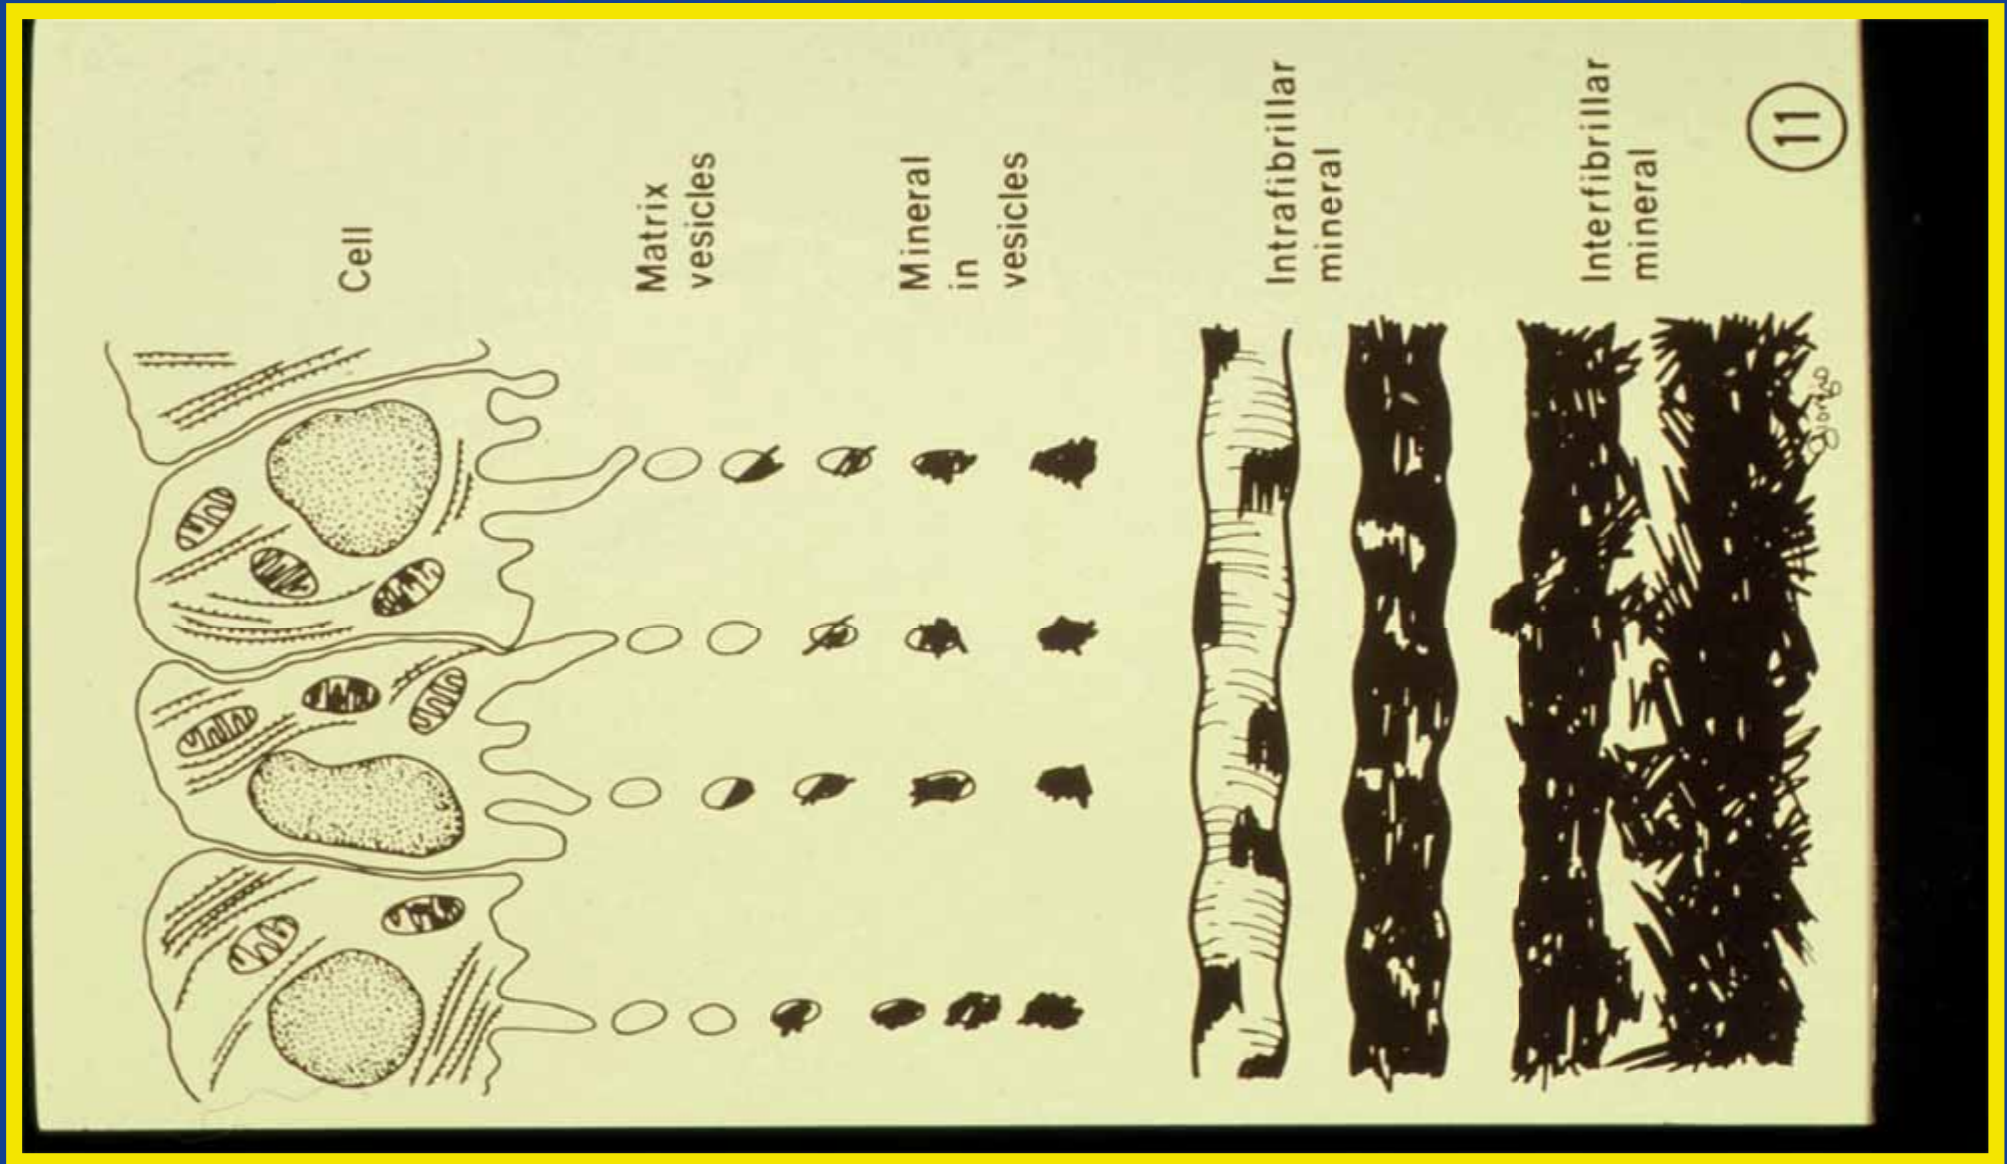 Cell
Matrix
vesicles
Mineral
in
vesicles
Intrafibrillar
mineral
Interfibrillar
mineral
11